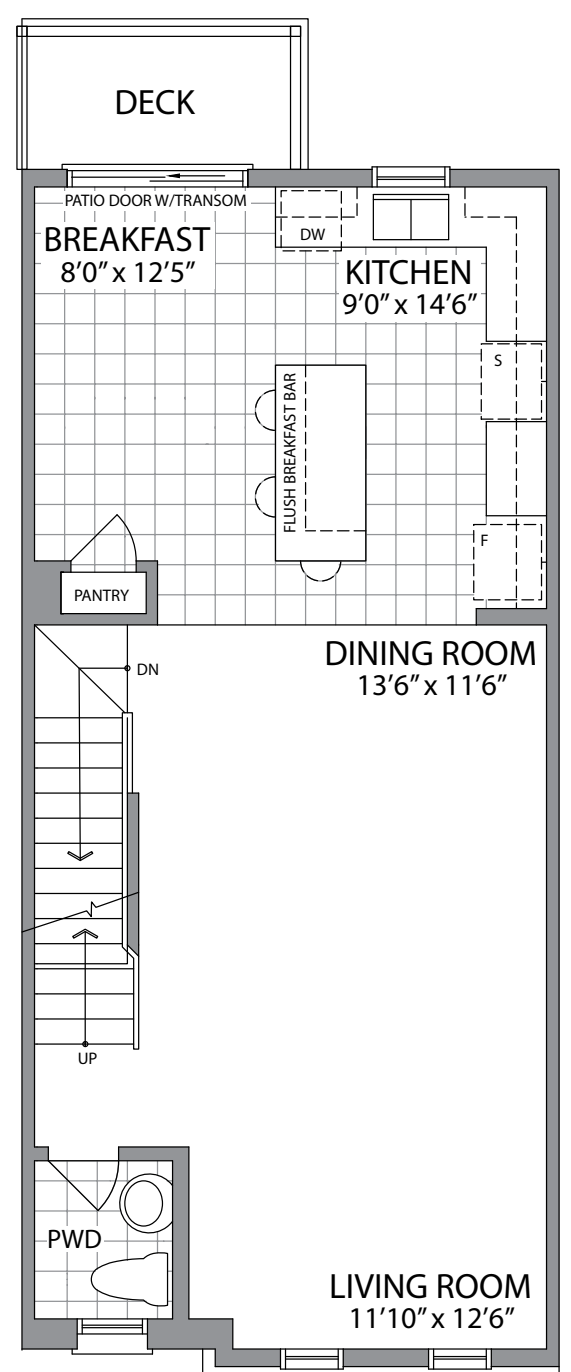 DECK
PATIO DOOR W/TRANSOM
BREAKFAST
8'0" x 12'5"
DW
KITCHEN
9'0" x 14'6"
S
FLUSH BREAKFAST BAR
F
PANTRY
DINING ROOM
13'6" x 11'6"
DN
UP
PWD
LIVING ROOM
11'10" x 12'6"